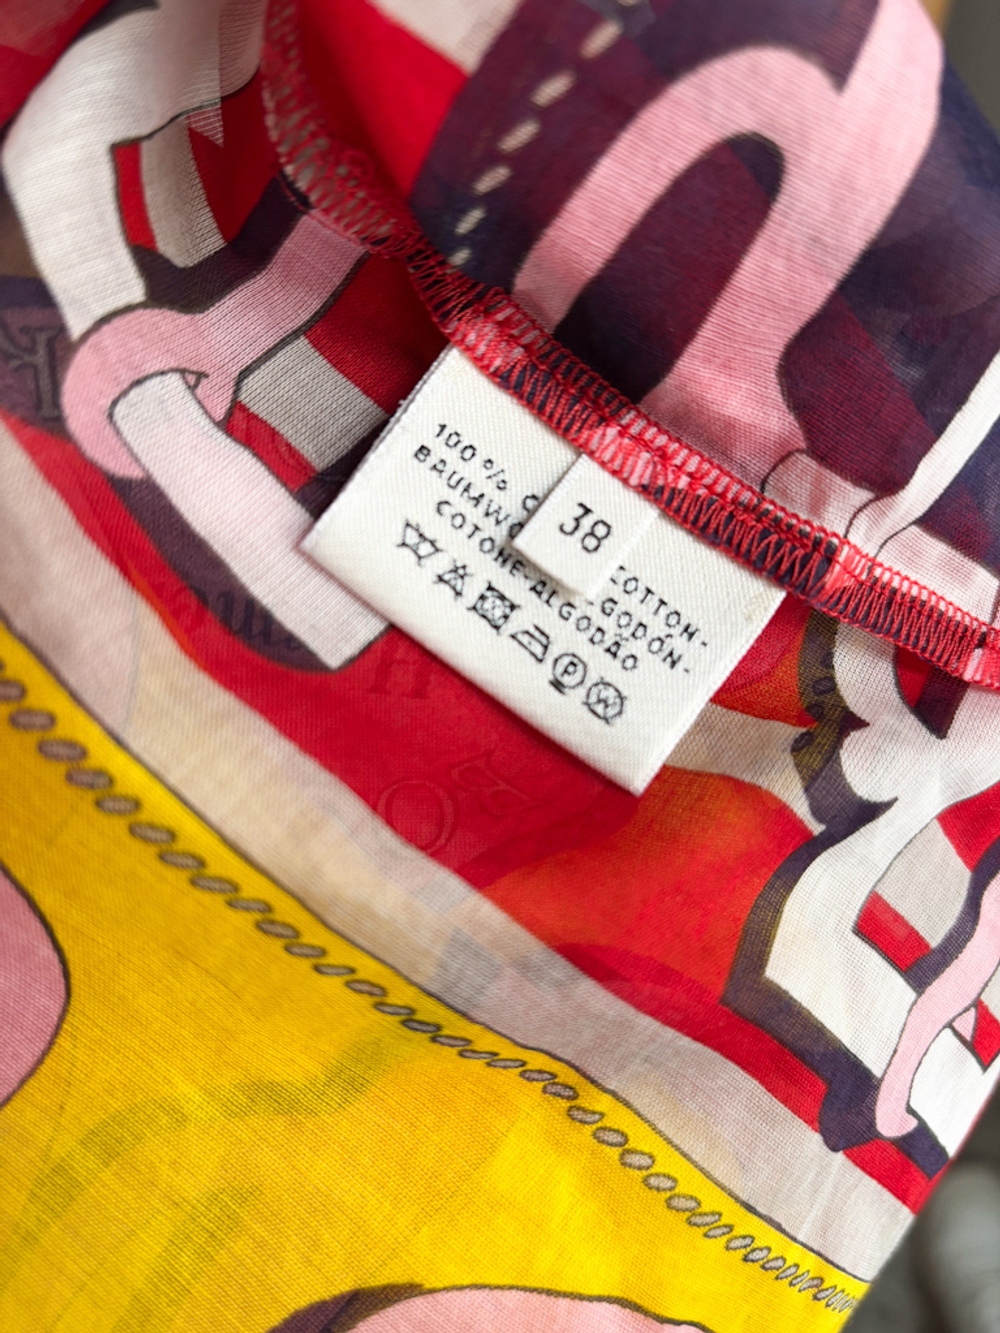 100% C COTTON-
BAUMWO GODÓN-
COTONE-ALGODÃO
38
P
W